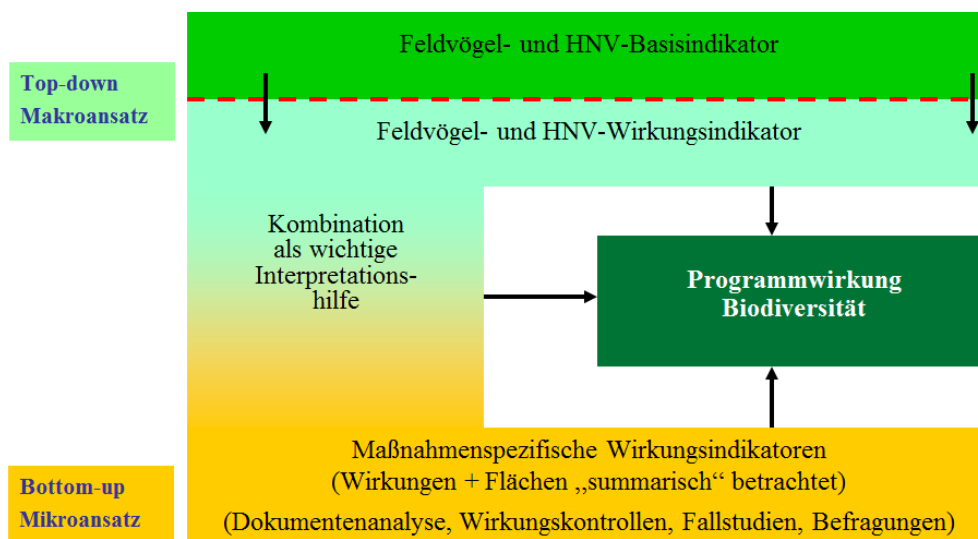 Feldvögel- und HNV-Basisindikator
Top-down
Makroansatz
Feldvögel- und HNV-Wirkungsindikator
Kombination
als wichtige
Interpretations-
hilfe
Programmwirkung
Biodiversität
Maßnahmenspezifische Wirkungsindikatoren
(Wirkungen + Flächen „summarisch“ betrachtet)
(Dokumentenanalyse, Wirkungskontrollen, Fallstudien, Befragungen)
Bottom-up
Mikroansatz